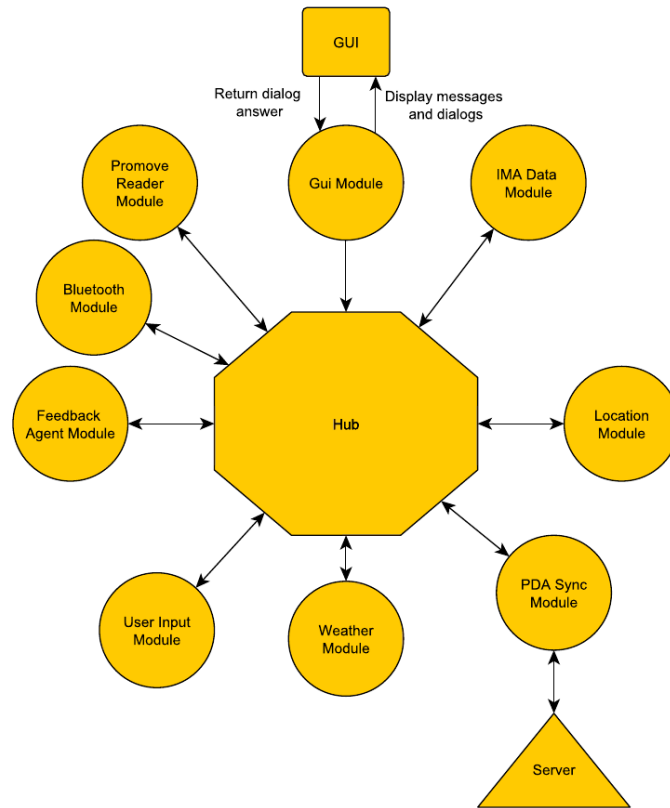 GUI
Return dialog
answer
Display messages
and dialogs
Promove
Reader
Module
Gui Module
IMA Data
Module
Bluetooth
Module
Feedback
Agent Module
Hub
Location
Module
User Input
Module
Weather
Module
PDA Sync
Module
Server